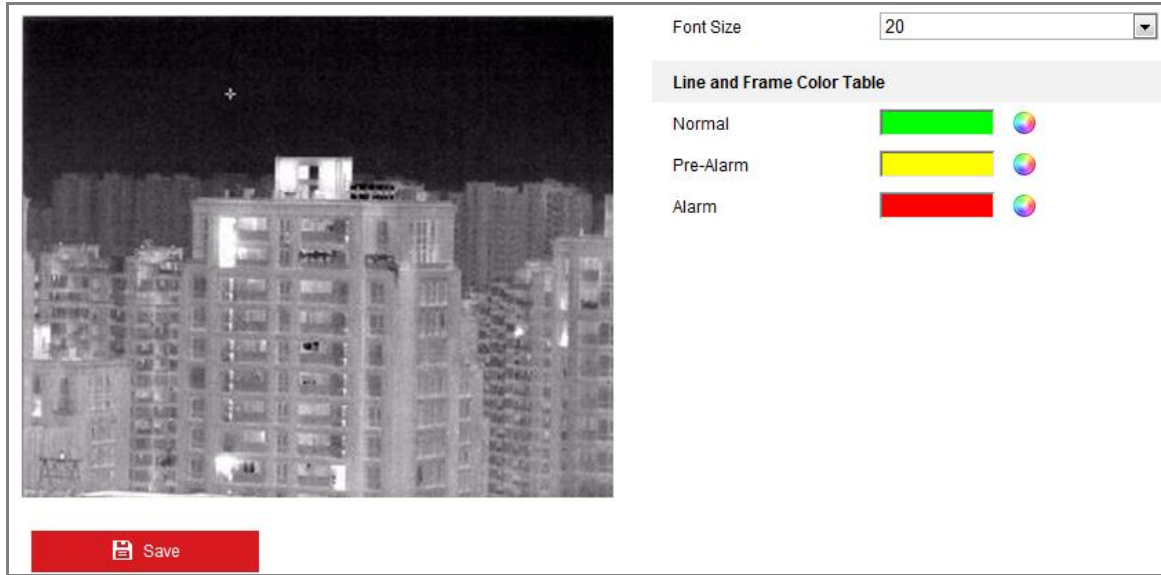 Font Size 20
Line and Frame Color Table
Normal
Pre-Alarm
Alarm
Save